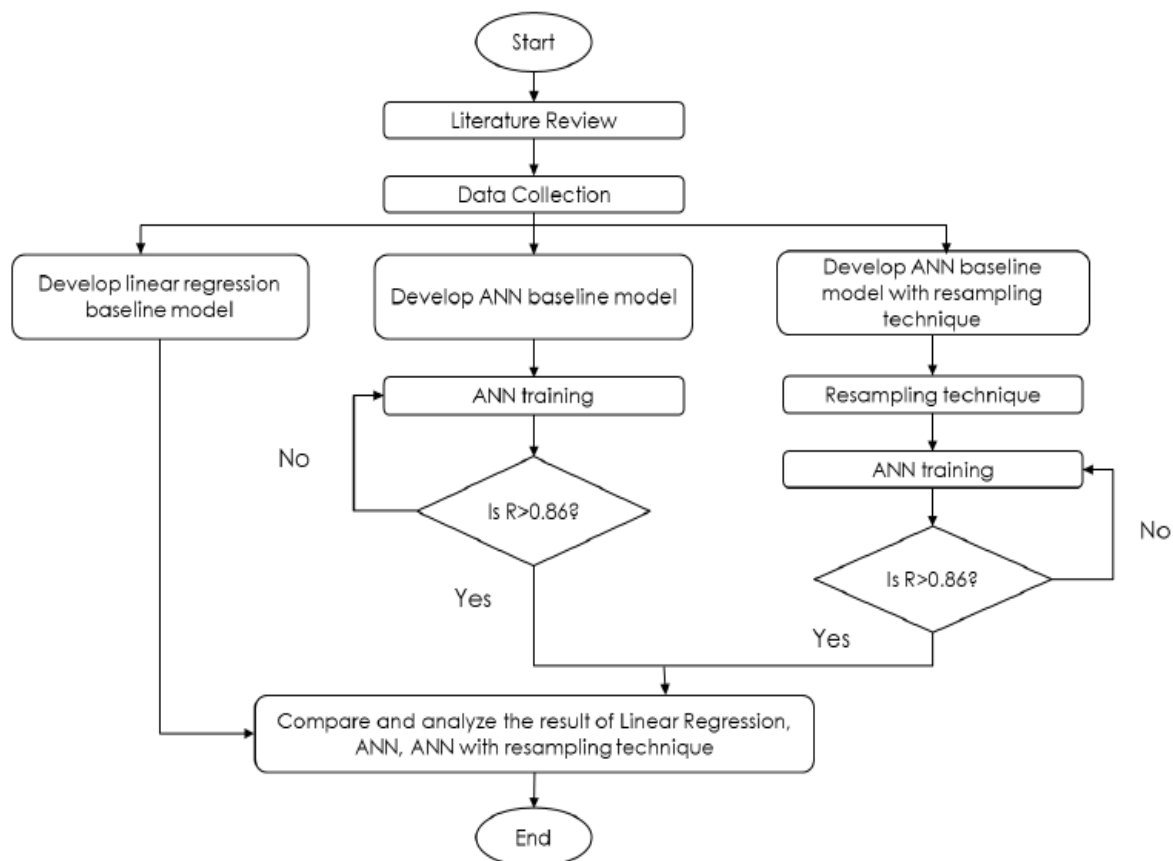 Start
Literature Review
Data Collection
Develop linear regression
baseline model
Develop ANN baseline model
Develop ANN baseline
model with resampling
technique
ANN training
Resampling technique
No
ANN training
Is R>0.86?
No
Is R>0.86?
Yes
Yes
Compare and analyze the result of Linear Regression,
ANN, ANN with resampling technique
End